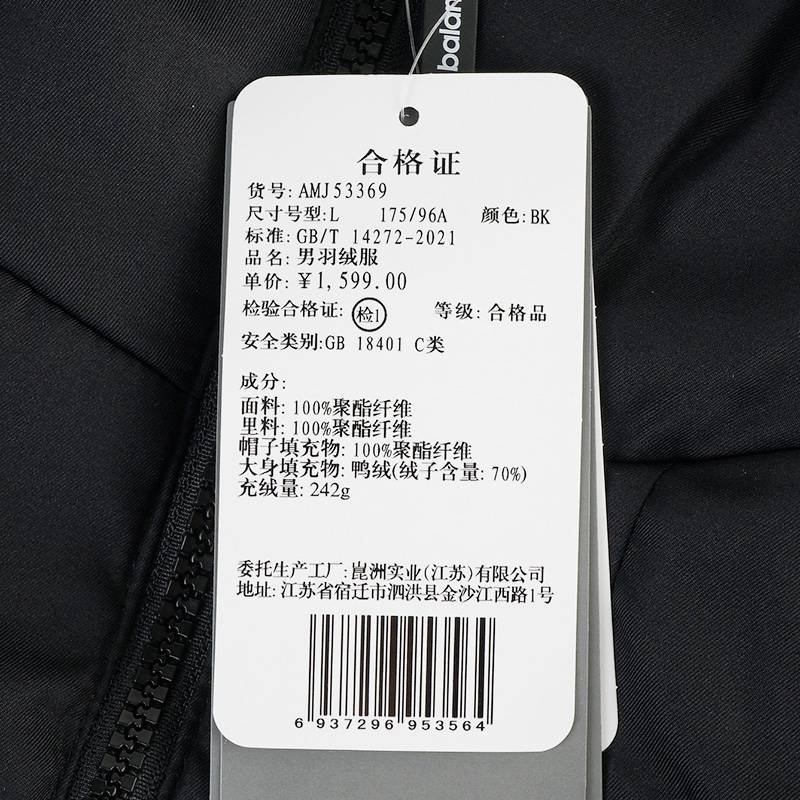 balan
合格证
货号: AMJ53369
尺寸号型: L 175/96A 颜色: BK
标准: GB/T 14272-2021
品名: 男羽绒服
单价: ¥1,599.00
检验合格证: 检1 等级: 合格品
安全类别: GB 18401 C类
成分:
面料: 100%聚酯纤维
里料: 100%聚酯纤维
帽子填充物: 100%聚酯纤维
大身填充物: 鸭绒(绒子含量: 70%)
充绒量: 242g
委托生产工厂: 崑洲实业(江苏)有限公司
地址: 江苏省宿迁市泗洪县金沙江西路1号
6 937296 953564